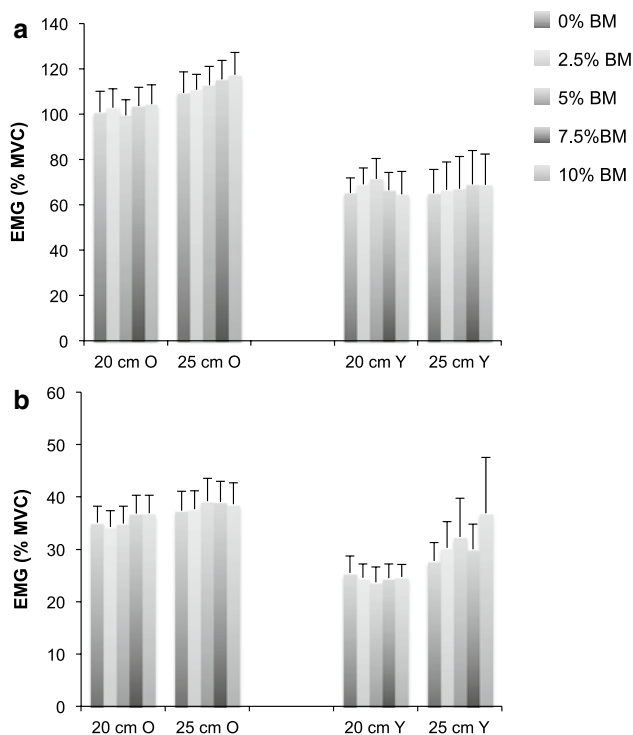 a
140
120
100
80
60
40
20
0
EMG (% MVC)
20 cm O 25 cm O 20 cm Y 25 cm Y
0% BM
2.5% BM
5% BM
7.5%BM
10% BM
b
60
50
40
30
20
10
0
EMG (% MVC)
20 cm O 25 cm O 20 cm Y 25 cm Y